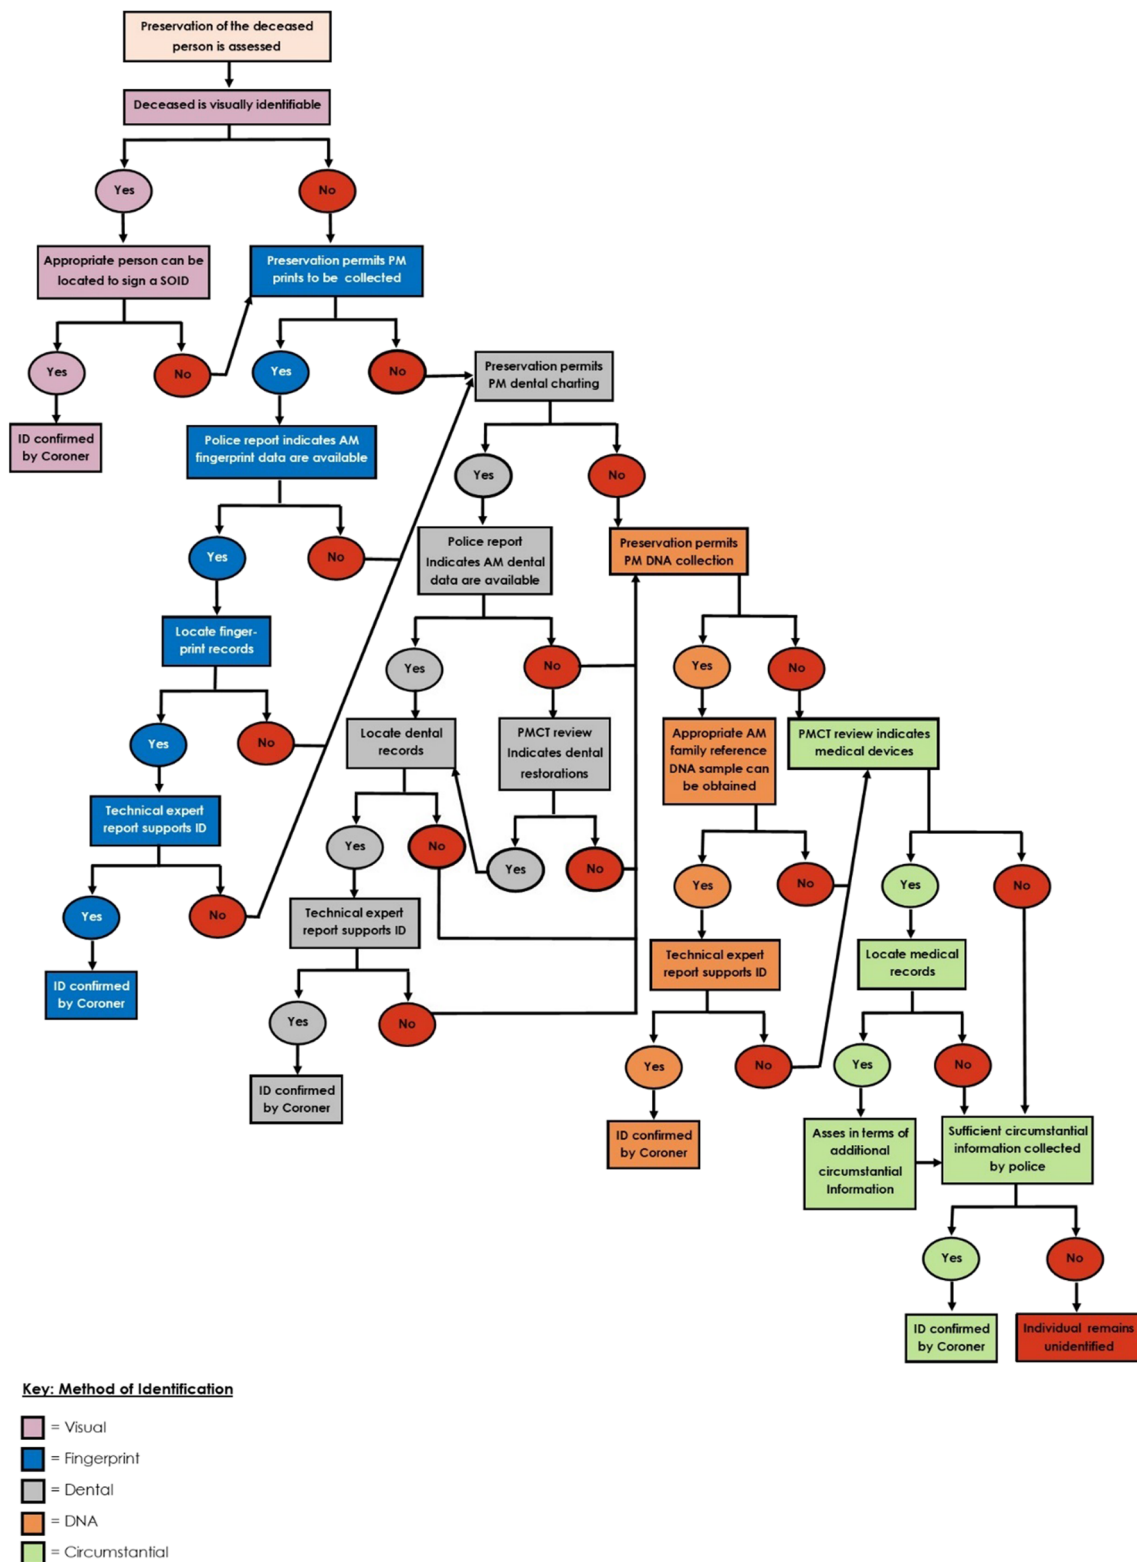 Preservation of the deceased
person is assessed
Deceased is visually identifiable
Yes
No
Appropriate person can be
located to sign a SOID
Preservation permits PM
prints to be collected
Yes
No
Yes
No
ID confirmed
by Coroner
Police report indicates AM
fingerprint data are available
Yes
No
Locate finger-
print records
Yes
No
Technical expert
report supports ID
Yes
No
ID confirmed
by Coroner
Preservation permits
PM dental charting
Yes
No
Police report
Indicates AM dental
data are available
Yes
No
Locate dental
records
PMCT review
Indicates dental
restorations
Yes
No
Yes
No
Technical expert
report supports ID
Yes
No
ID confirmed
by Coroner
Preservation permits
PM DNA collection
Yes
No
Appropriate AM
family reference
DNA sample can
be obtained
Yes
No
Technical expert
report supports ID
Yes
No
ID confirmed
by Coroner
PMCT review indicates
medical devices
Yes
No
Locate medical
records
Yes
No
Asses in terms of
additional
circumstantial
Information
Sufficient circumstantial
information collected
by police
Yes
No
ID confirmed
by Coroner
Individual remains
unidentified
Key: Method of Identification
= Visual
= Fingerprint
= Dental
= DNA
= Circumstantial